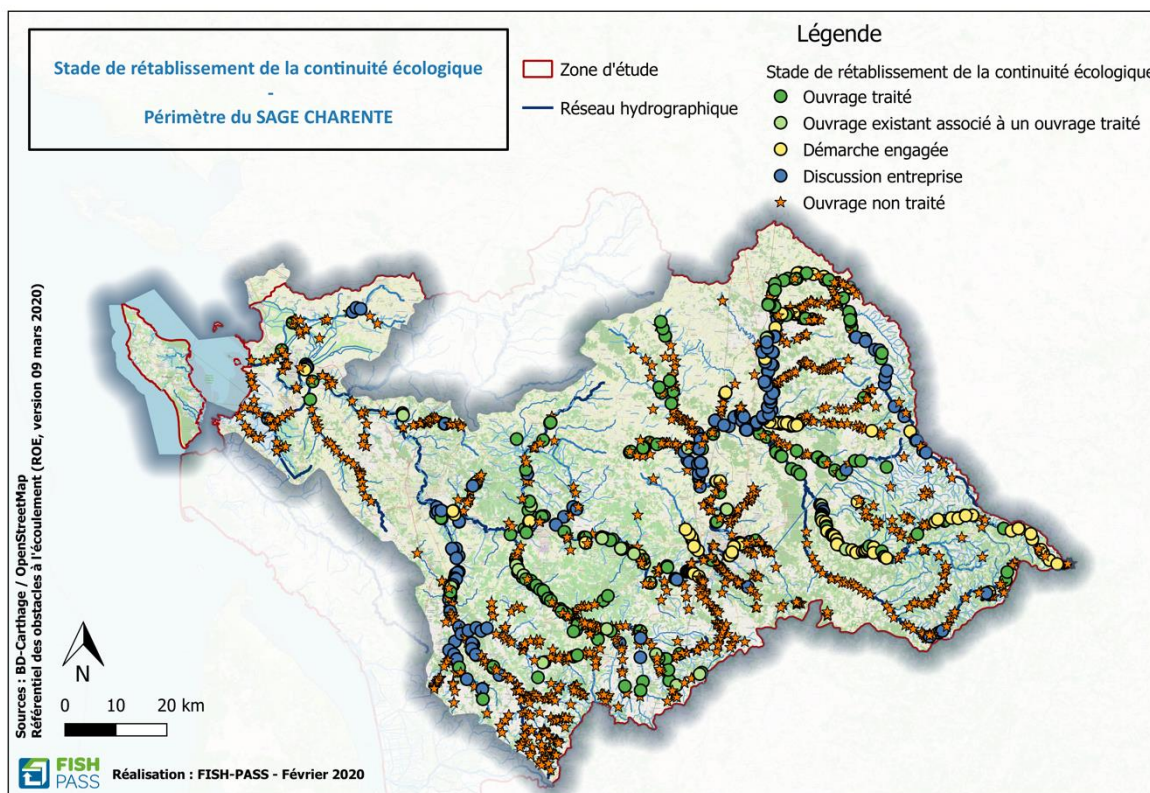 Stade de rétablissement de la continuité écologique
-
Périmètre du SAGE CHARENTE
Zone d'étude
Réseau hydrographique
Légende
Stade de rétablissement de la continuité écologique
Ouvrage traité
Ouvrage existant associé à un ouvrage traité
Démarche engagée
Discussion entreprise
Ouvrage non traité
Sources : BD-Carthage / OpenStreetMap
Référentiel des obstacles à l'écoulement (ROE, version 09 mars 2020)
N
0 10 20 km
FISH
PASS
Réalisation : FISH-PASS - Février 2020